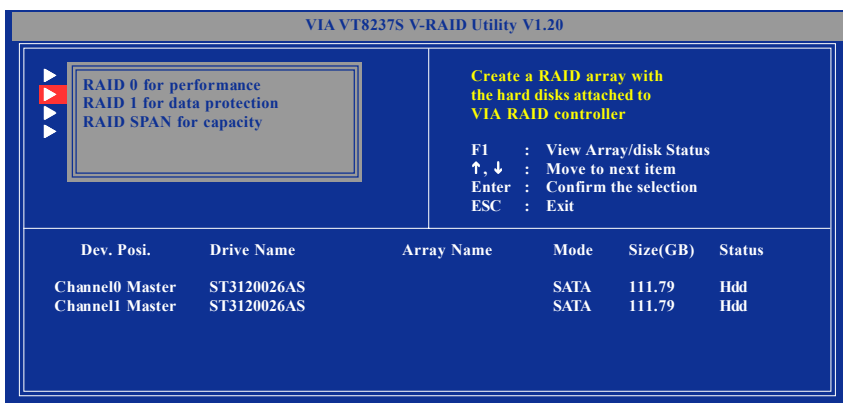 VIA VT8237S V-RAID Utility V1.20
RAID 0 for performance
RAID 1 for data protection
RAID SPAN for capacity
Create a RAID array with
the hard disks attached to
VIA RAID controller
F1 : View Array/disk Status
↑, ↓ : Move to next item
Enter : Confirm the selection
ESC : Exit
Dev. Posi. Drive Name Array Name Mode Size(GB) Status
Channel0 Master ST3120026AS SATA 111.79 Hdd
Channel1 Master ST3120026AS SATA 111.79 Hdd